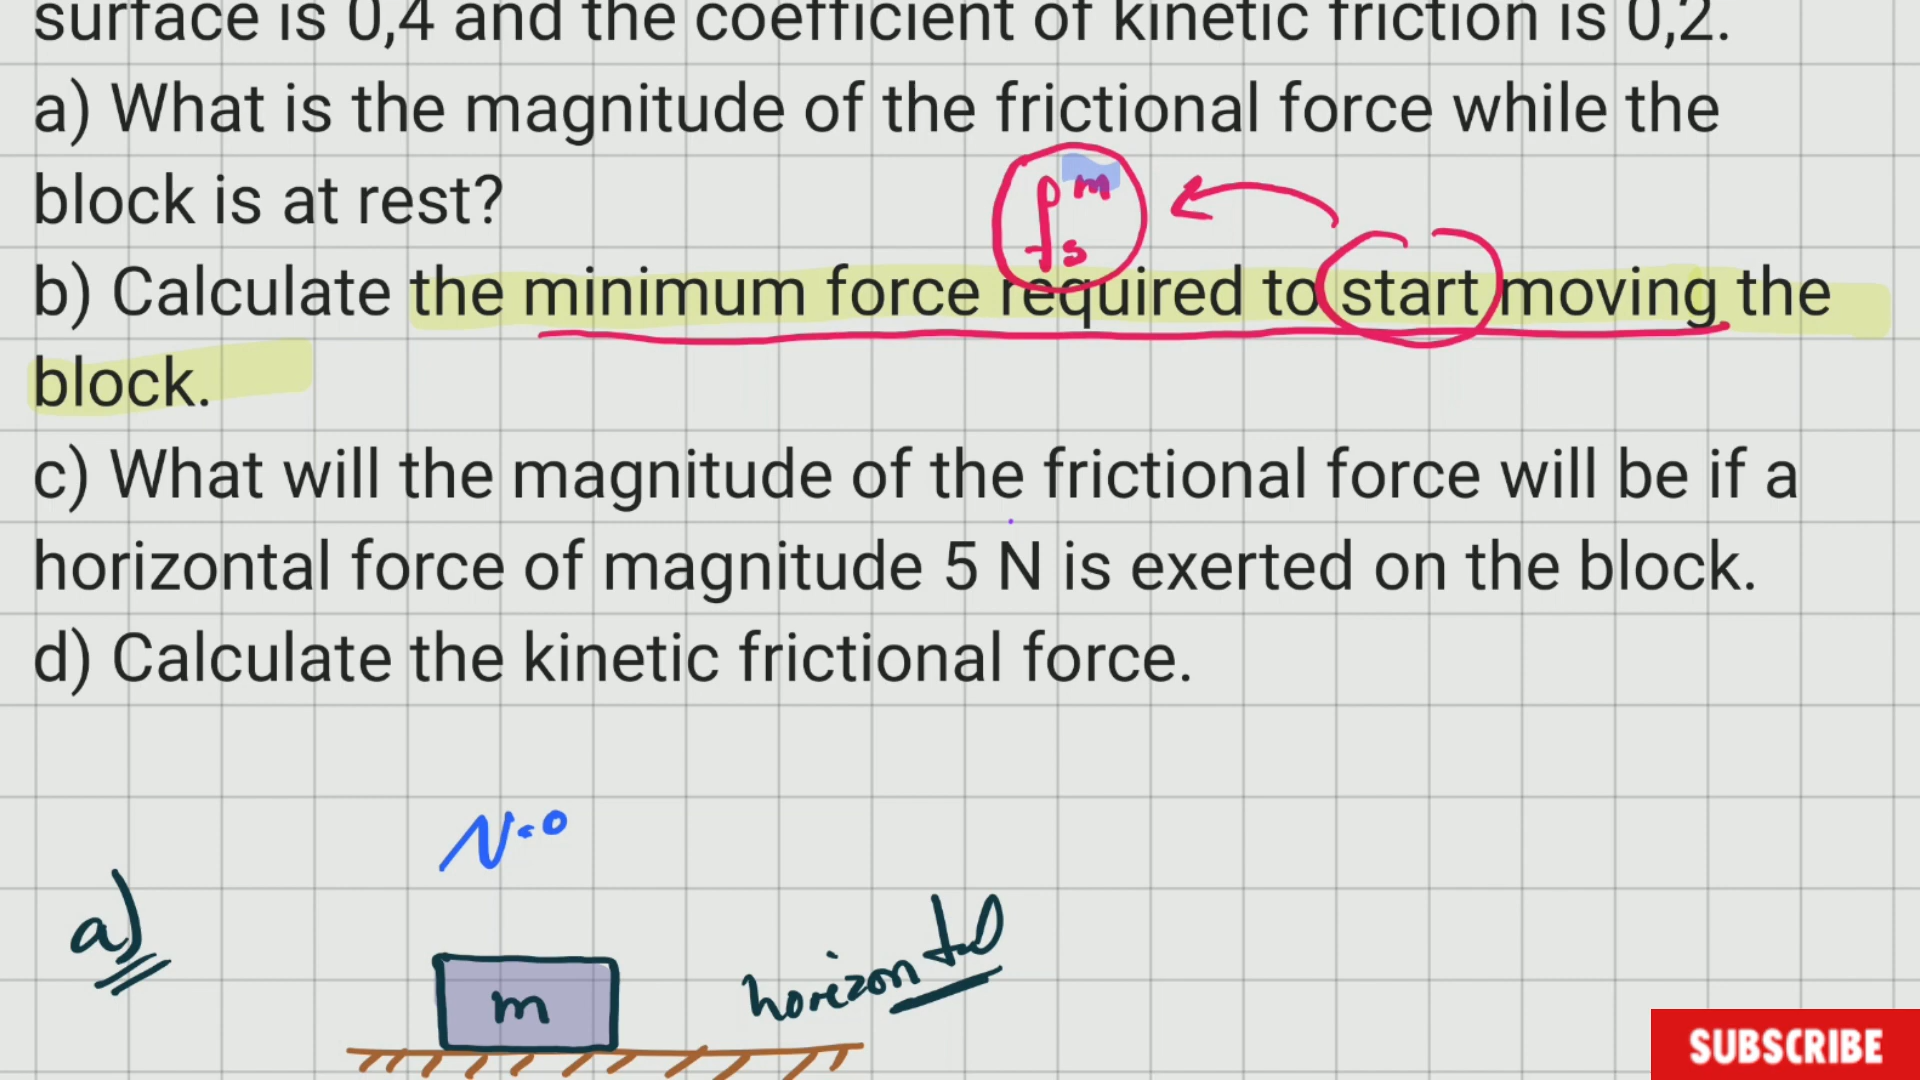 surface is 0,4 and the coefficient of kinetic friction is 0,2.
a) What is the magnitude of the frictional force while the
block is at rest?
f s m
b) Calculate the minimum force required to start moving the
block.
c) What will the magnitude of the frictional force will be if a
horizontal force of magnitude 5 N is exerted on the block.
d) Calculate the kinetic frictional force.
N=0
a)
horizontal
m
SUBSCRIBE